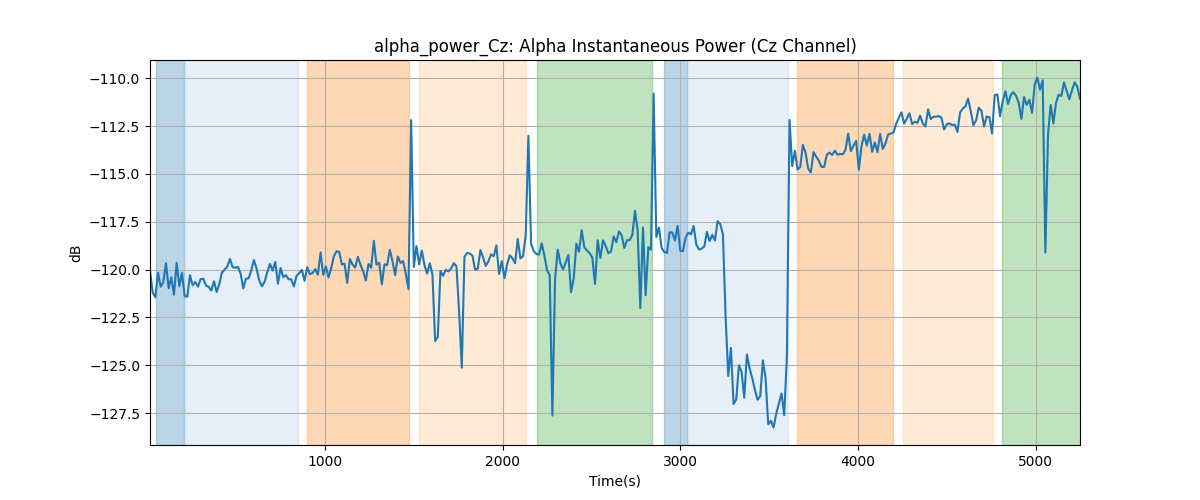 alpha_power_Cz: Alpha Instantaneous Power (Cz Channel)
−110.0
−112.5
−115.0
−117.5
−120.0
−122.5
−125.0
−127.5
dB
1000 2000 3000 4000 5000
Time(s)